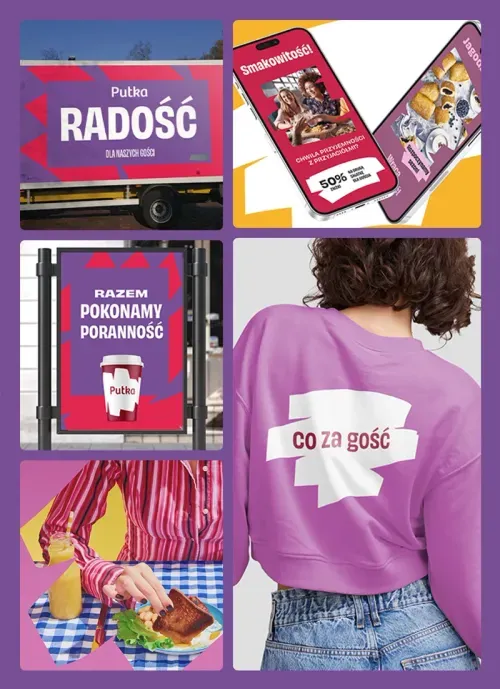 Putka
RADOŚĆ
DLA NASZYCH GOŚCI
Smakowitość!
CHWILA PRZYJEMNOŚCI
Z PRZYJACIÓŁMI?
50%
RAZEM
POKONAMY
PORANNOŚĆ
Putka
co za gość